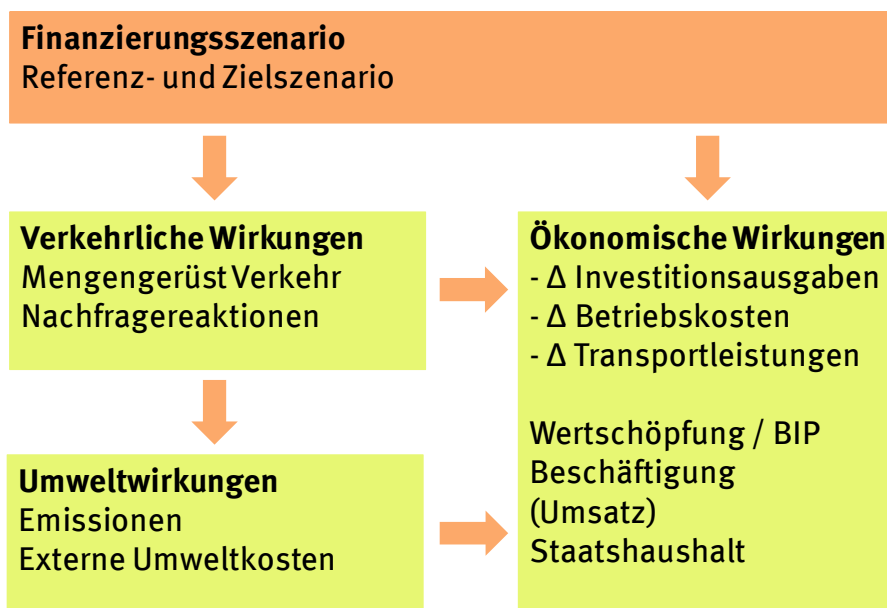 Finanzierungsszenario
Referenz- und Zielszenario
Verkehrliche Wirkungen
Mengengerüst Verkehr
Nachfragereaktionen
Umweltwirkungen
Emissionen
Externe Umweltkosten
Ökonomische Wirkungen
- Δ Investitionsausgaben
- Δ Betriebskosten
- Δ Transportleistungen
Wertschöpfung / BIP
Beschäftigung
(Umsatz)
Staatshaushalt